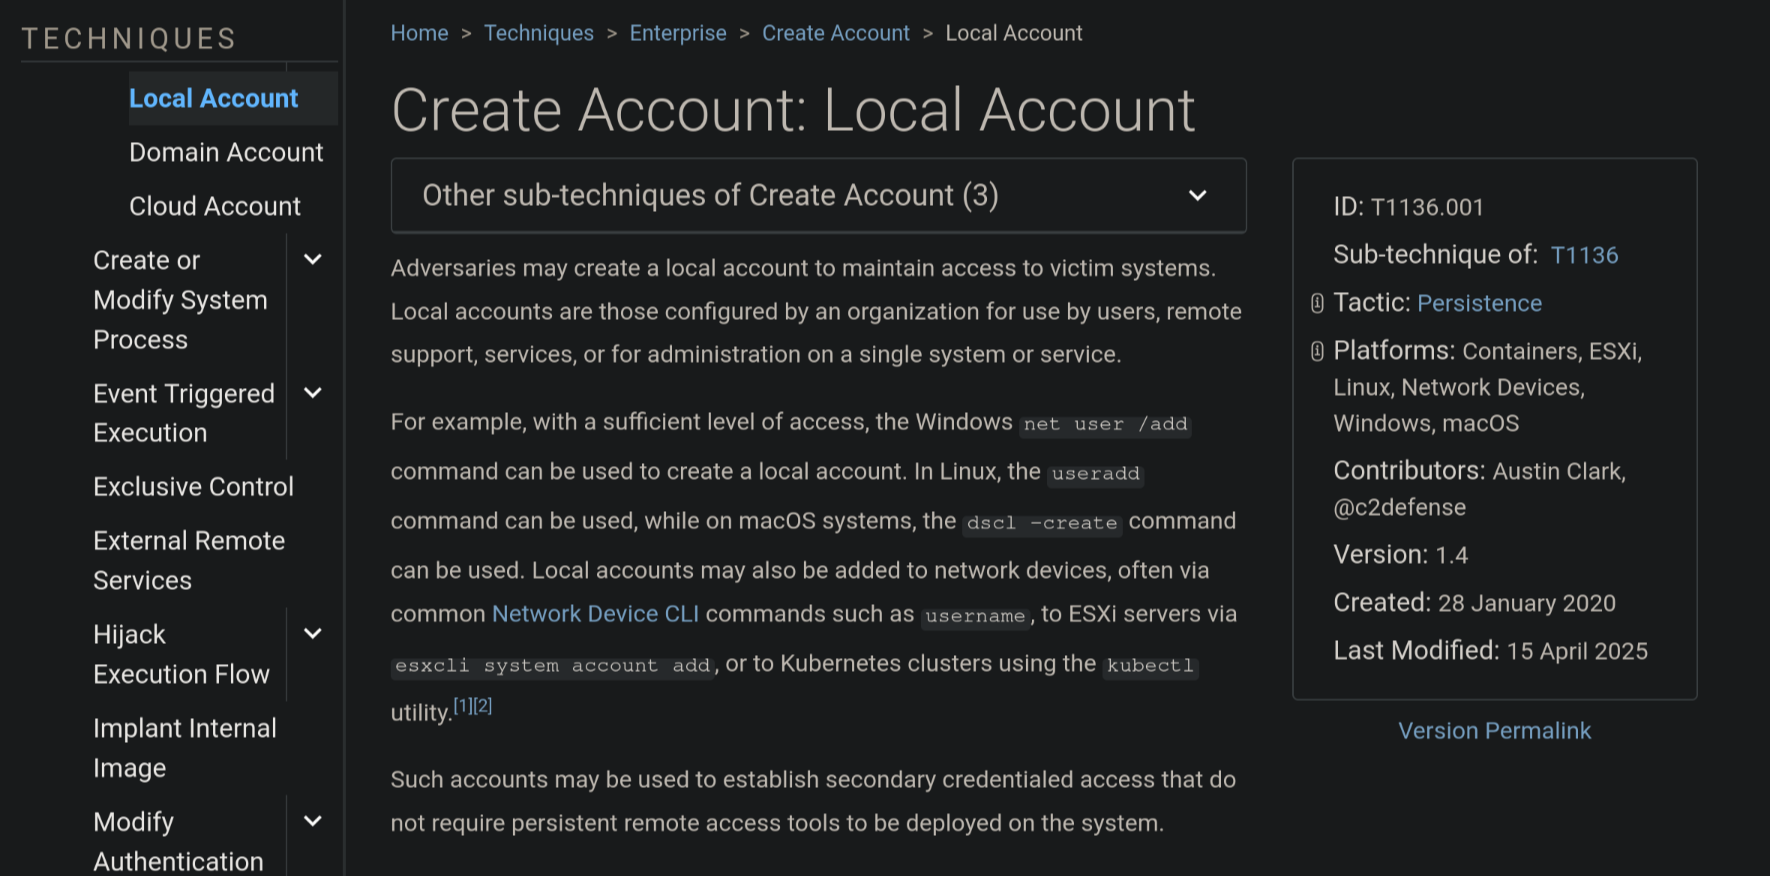 TECHNIQUES
Local Account
Domain Account
Cloud Account
Create or
Modify System
Process
Event Triggered
Execution
Exclusive Control
External Remote
Services
Hijack
Execution Flow
Implant Internal
Image
Modify
Authentication
Home > Techniques > Enterprise > Create Account > Local Account
Create Account: Local Account
Other sub-techniques of Create Account (3)
Adversaries may create a local account to maintain access to victim systems.
Local accounts are those configured by an organization for use by users, remote
support, services, or for administration on a single system or service.
For example, with a sufficient level of access, the Windows net user /add
command can be used to create a local account. In Linux, the useradd
command can be used, while on macOS systems, the dscl -create command
can be used. Local accounts may also be added to network devices, often via
common Network Device CLI commands such as username, to ESXi servers via
esxcli system account add, or to Kubernetes clusters using the kubectl
utility.[1][2]
Such accounts may be used to establish secondary credentialed access that do
not require persistent remote access tools to be deployed on the system.
ID: T1136.001
Sub-technique of: T1136
Tactic: Persistence
Platforms: Containers, ESXi,
Linux, Network Devices,
Windows, macOS
Contributors: Austin Clark,
@c2defense
Version: 1.4
Created: 28 January 2020
Last Modified: 15 April 2025
Version Permalink